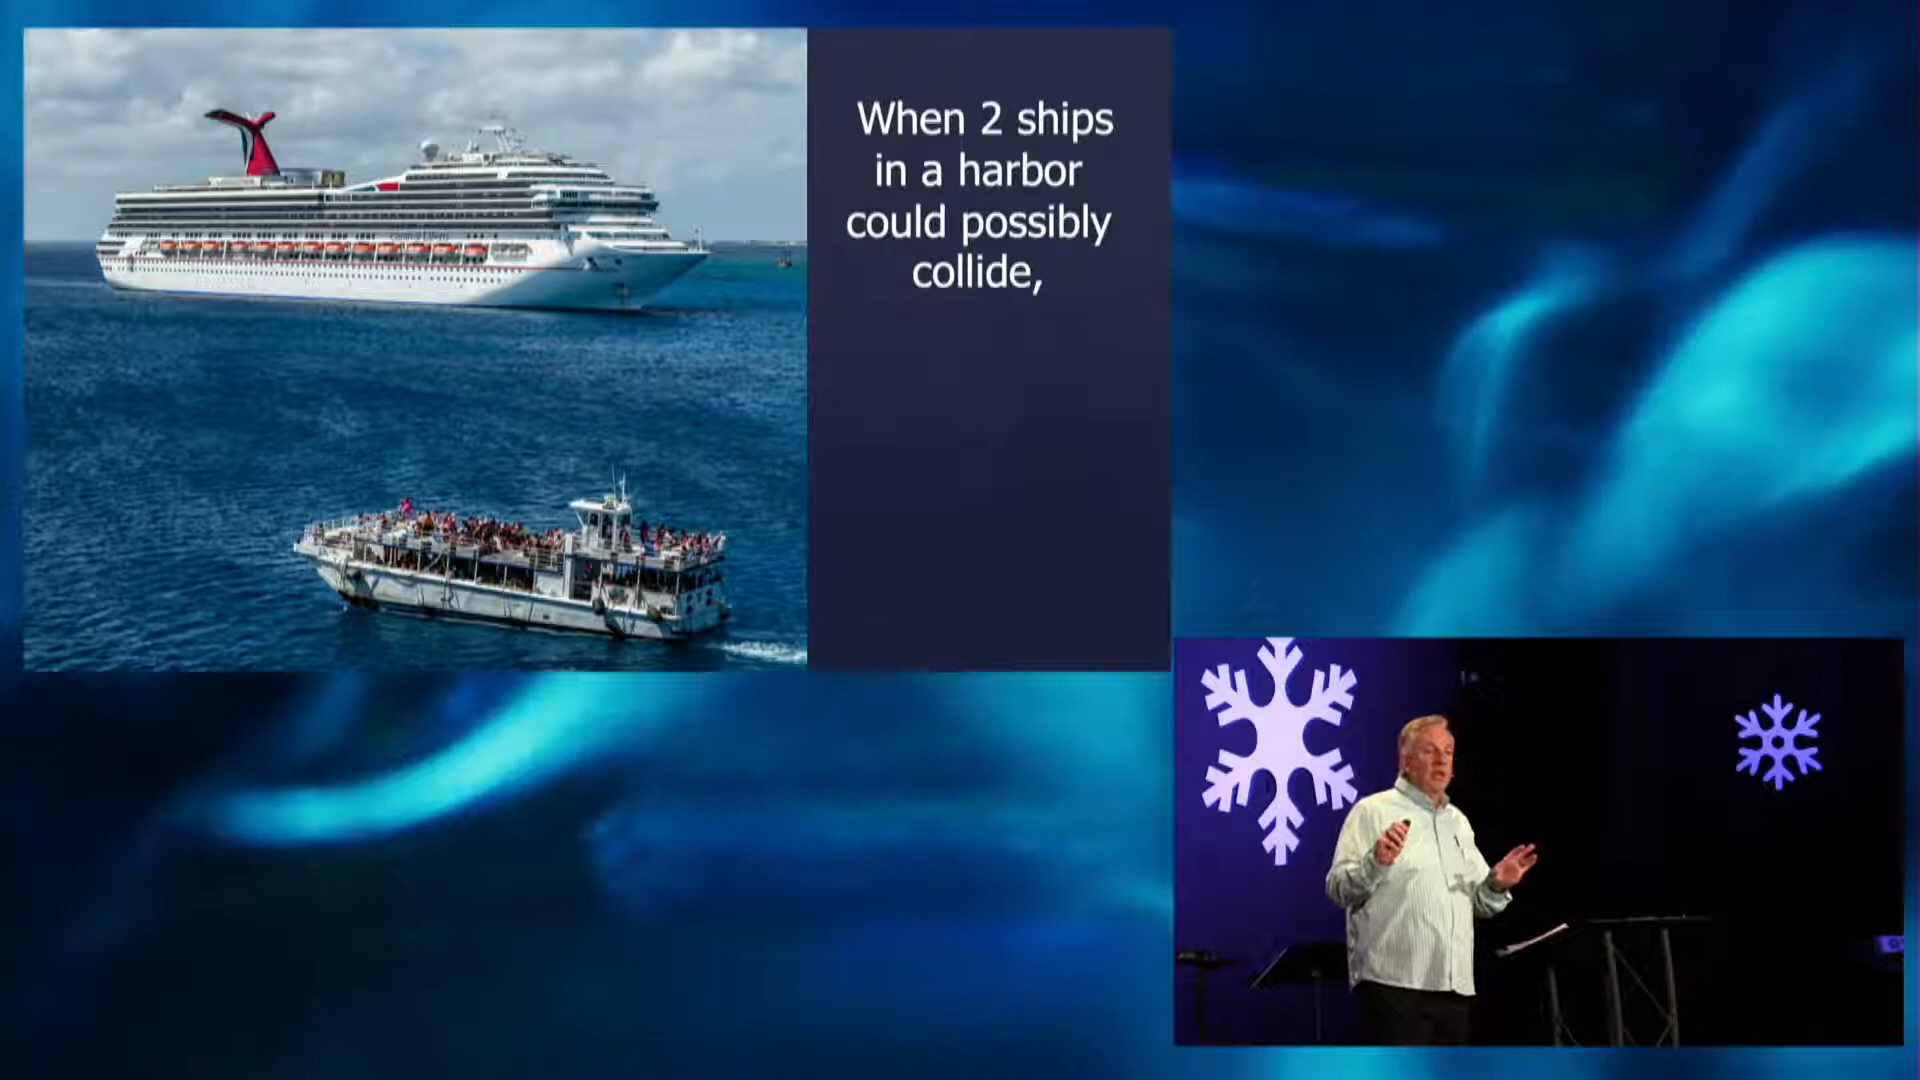 When 2 ships
in a harbor
could possibly
collide,